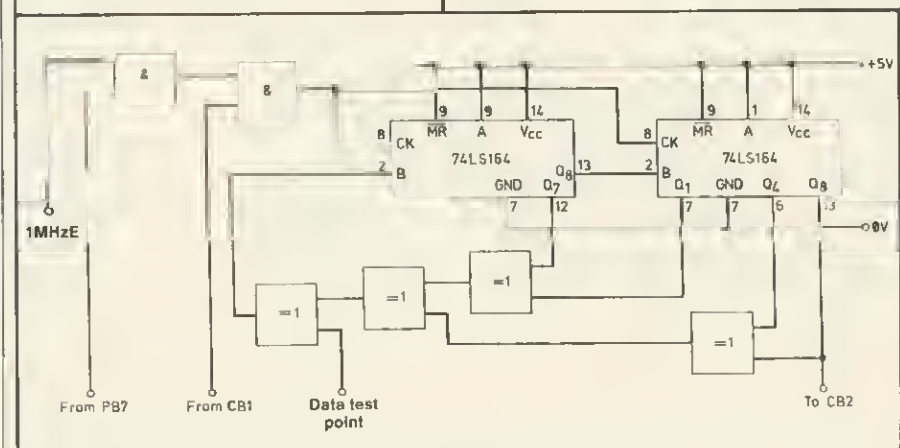 &
&
+5V
9
9
14
9
1
14
8
MR
A
Vcc
8
MR
A
Vcc
CK
74LS164
CK
74LS164
2
B
Q8
13
2
B
GND
Q7
Q1
GND
Q4
Q8
7
12
7
7
6
13
1MHzE
0V
=1
=1
=1
=1
From PB7
From CB1
Data test
point
To CB2